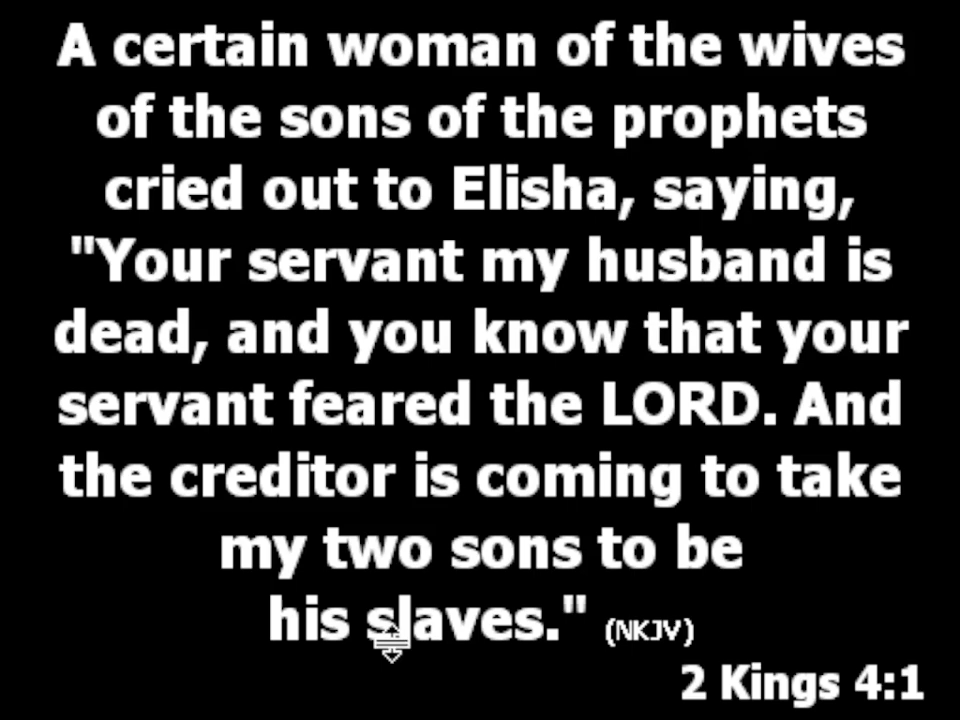 A certain woman of the wives
of the sons of the prophets
cried out to Elisha, saying,
"Your servant my husband is
dead, and you know that your
servant feared the LORD. And
the creditor is coming to take
my two sons to be
his slaves." (NKJV)
2 Kings 4:1